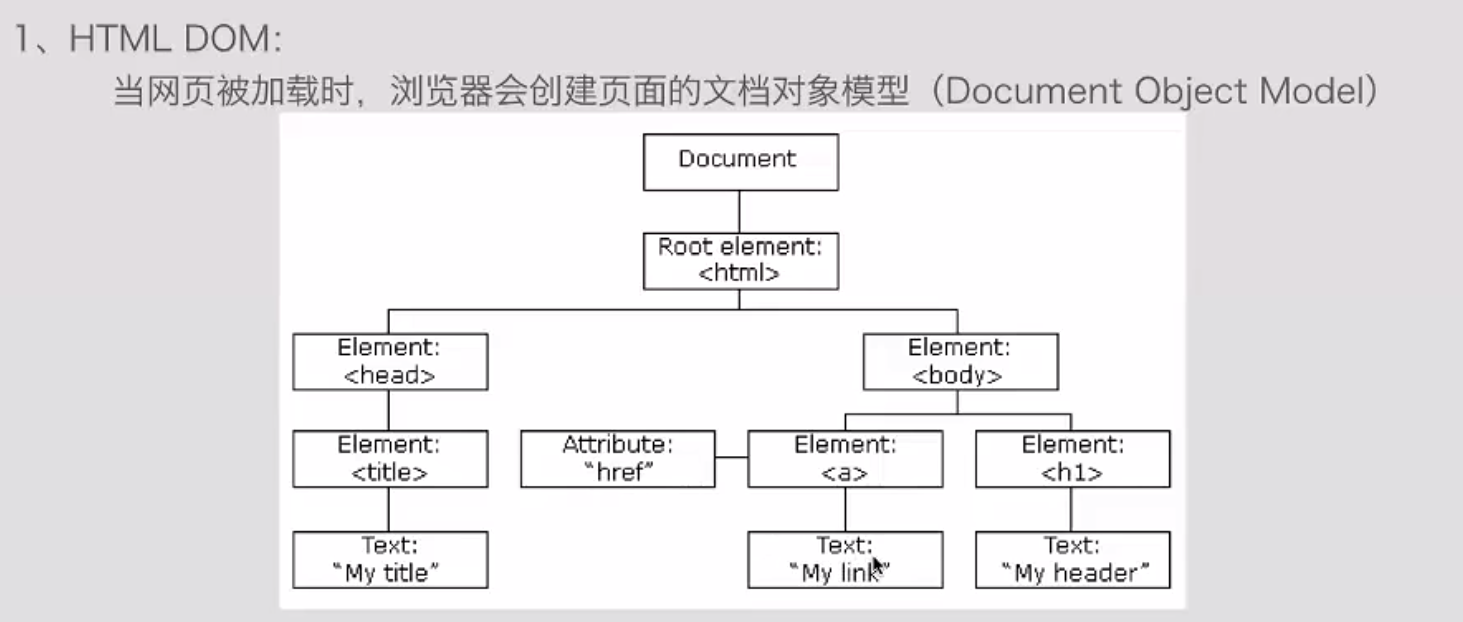 1、HTML DOM:
当网页被加载时，浏览器会创建页面的文档对象模型（Document Object Model）
Document
Root element:
<html>
Element:
<head>
Element:
<body>
Element:
<title>
Attribute:
“href”
Element:
<a>
Element:
<h1>
Text:
“My title”
Text:
“My link”
Text:
“My header”